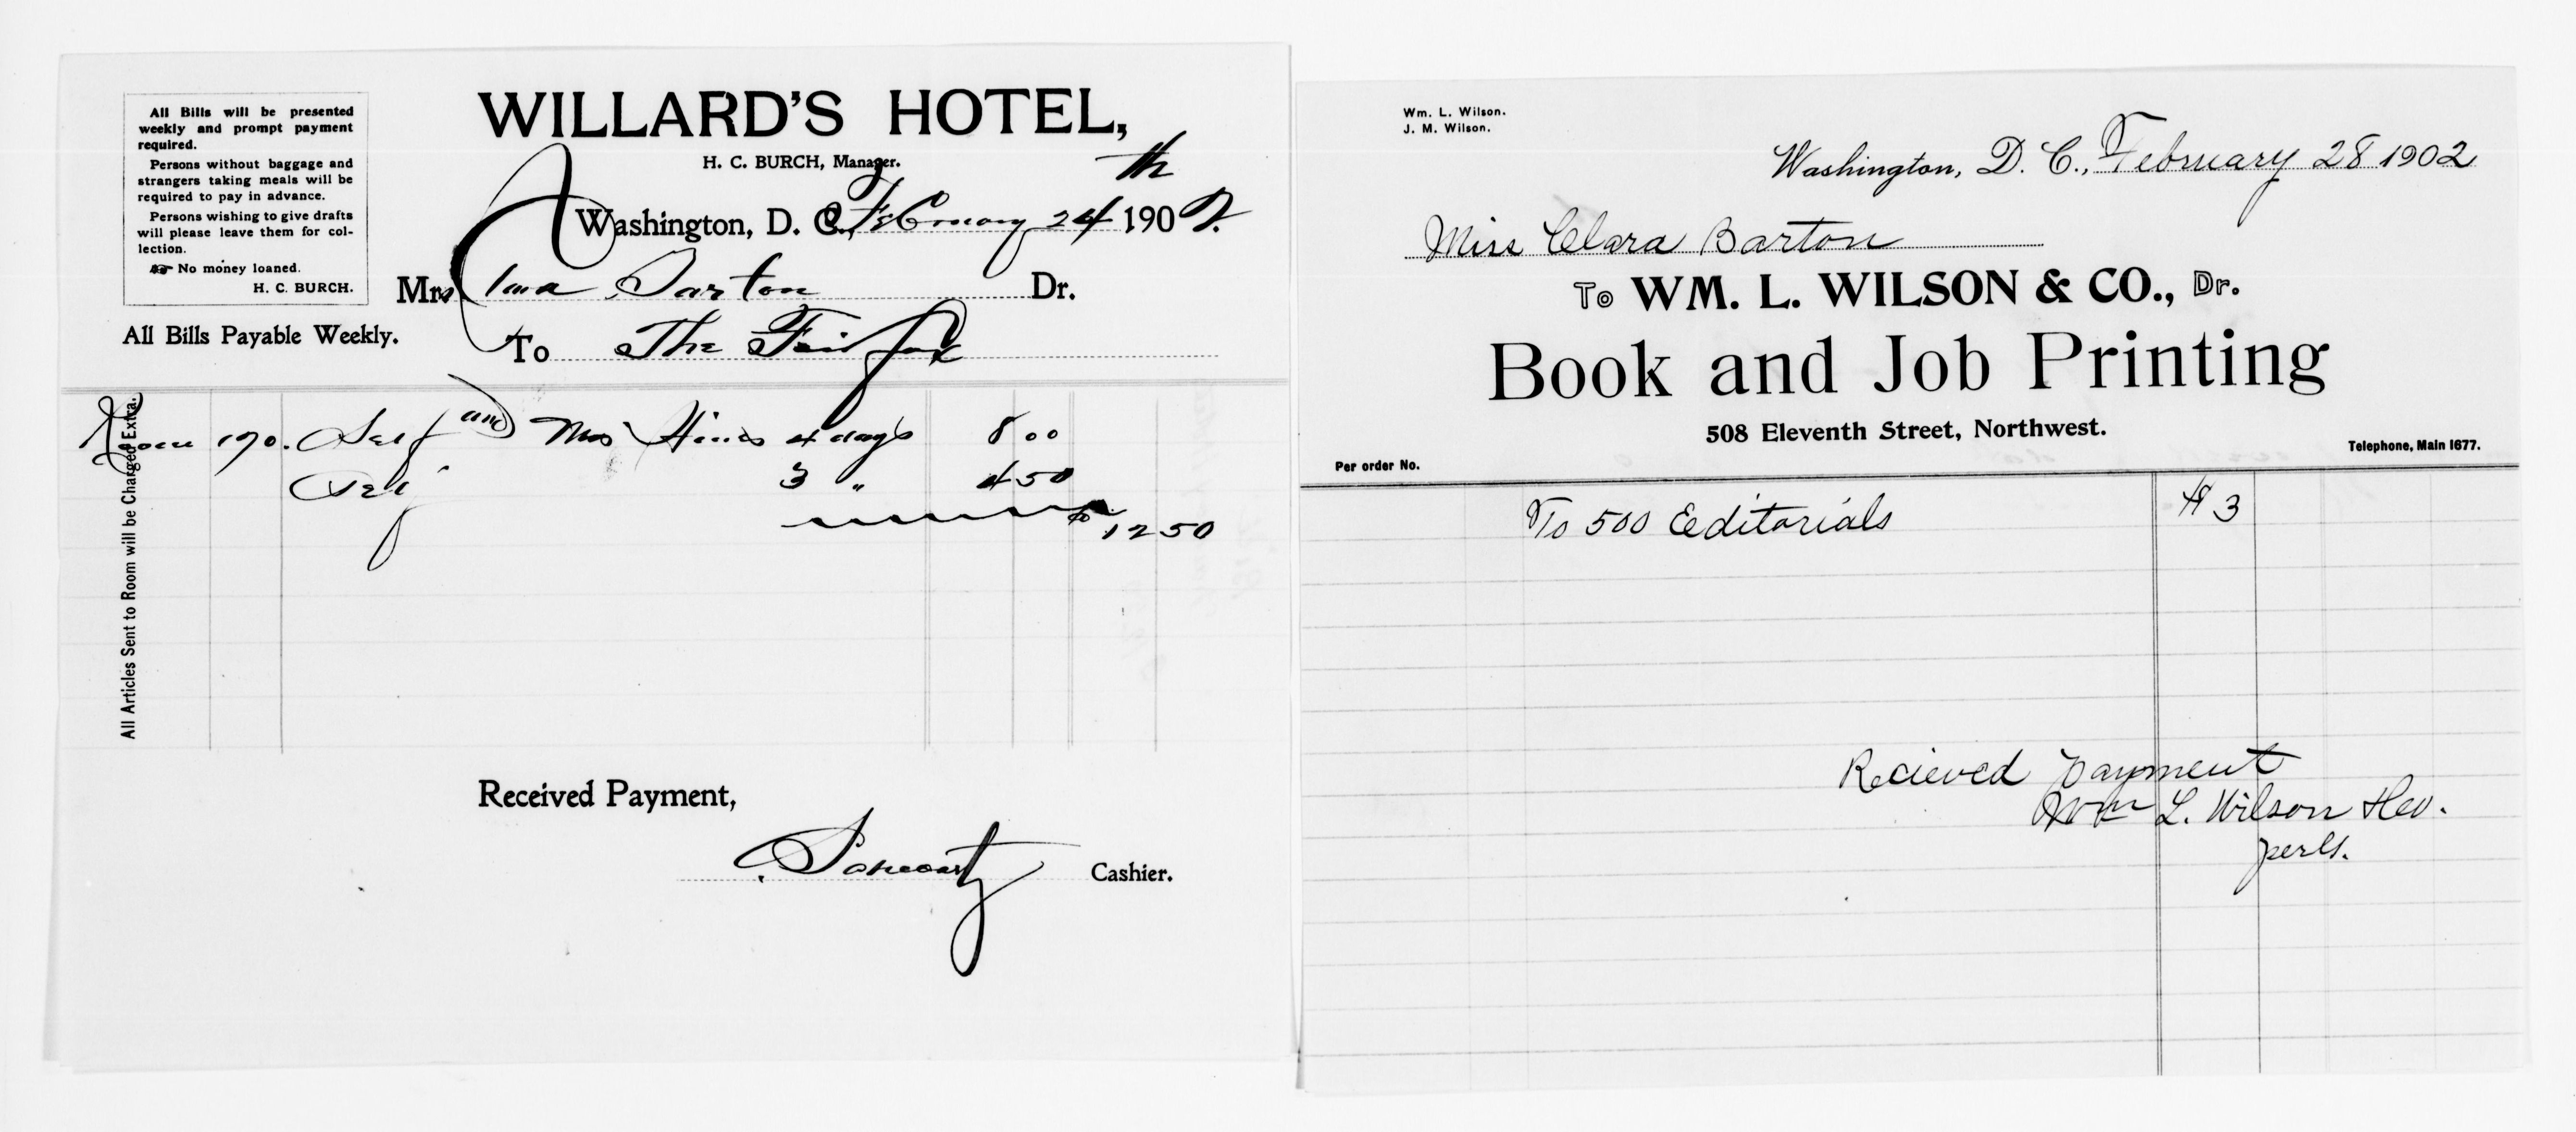 All Bills will be presented
weekly and prompt payment
required.
Persons without baggage and
strangers taking meals will be
required to pay in advance.
Persons wishing to give drafts
will please leave them for col-
lection.
No money loaned.
H. C. BURCH.
All Bills Payable Weekly.
WILLARD'S HOTEL,
H. C. BURCH, Manager.
Washington, D. C., February 24th 1902.
Mrs Barton Dr.
To The Fairfax
All Articles Sent to Room will be Charged Extra.
Room 170. Self and Mrs Hines 4 days 8 00
Self 3 " 4 50
$ 12 50
Received Payment,
Schwartz Cashier.
Wm. L. Wilson.
J. M. Wilson.
Washington, D. C., February 28 1902
Miss Clara Barton
To WM. L. WILSON & CO., Dr.
Book and Job Printing
508 Eleventh Street, Northwest.
Per order No.
Telephone, Main 1677.
To 500 Eeditorials $ 3
Recieved Payment
Wm L. Wilson &Co.